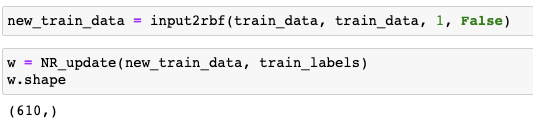 new_train_data = input2rbf(train_data, train_data, 1, False)
w = NR_update(new_train_data, train_labels)
w.shape
(610,)